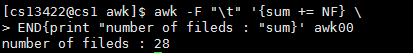 [cs13422@cs1 awk]$ awk -F "\t" '{sum += NF} \
> END{print "number of fileds : "sum}' awk00
number of fileds : 28